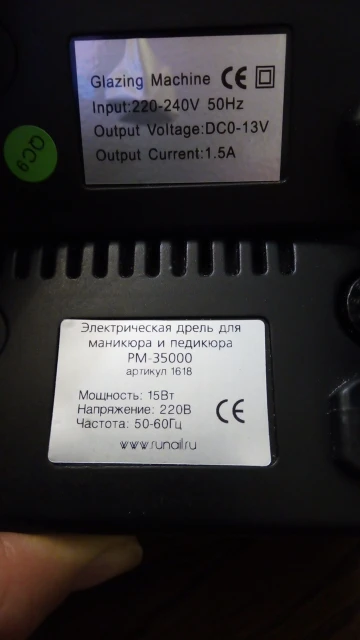 Glazing Machine CE
Input:220-240V 50Hz
Output Voltage:DC0-13V
Output Current:1.5A
QC9
Электрическая дрель для
маникюра и педикюра
PM-35000
артикул 1618
Мощность: 15Вт
Напряжение: 220В
Частота: 50-60Гц
CE
www.runail.ru